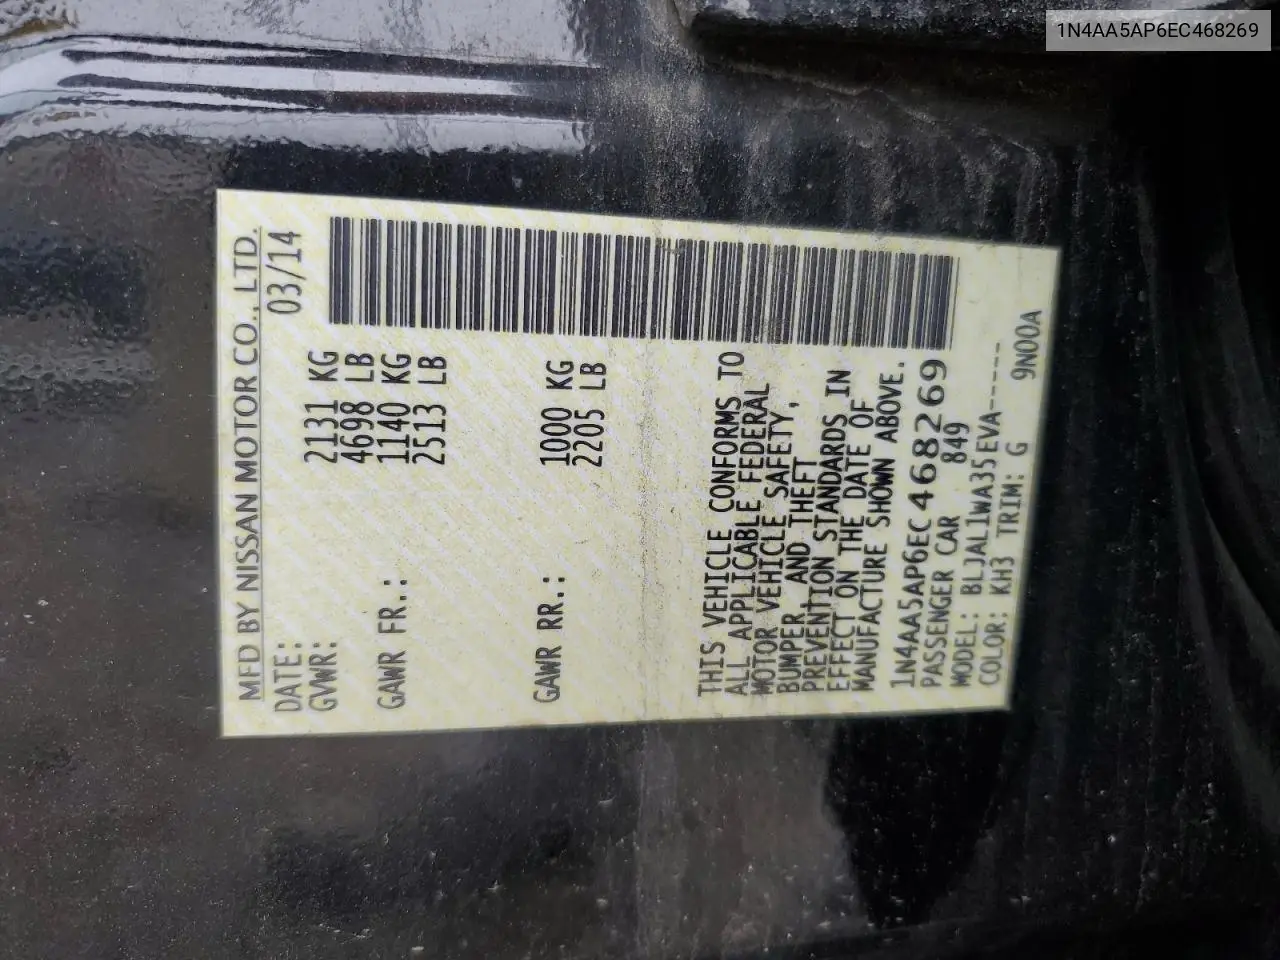 1N4AA5AP6EC468269
MFD BY NISSAN MOTOR CO.,LTD.
DATE: 03/14
GVWR: 2131 KG
4698 LB
GAWR FR.: 1140 KG
2513 LB
GAWR RR.: 1000 KG
2205 LB
THIS VEHICLE CONFORMS TO
ALL APPLICABLE FEDERAL
MOTOR VEHICLE SAFETY,
BUMPER, AND THEFT
PREVENTION STANDARDS IN
EFFECT ON THE DATE OF
MANUFACTURE SHOWN ABOVE.
1N4AA5AP6EC468269
PASSENGER CAR 849
MODEL: BLJAL1WA35EVA-----
COLOR: KH3 TRIM: G 9N00A